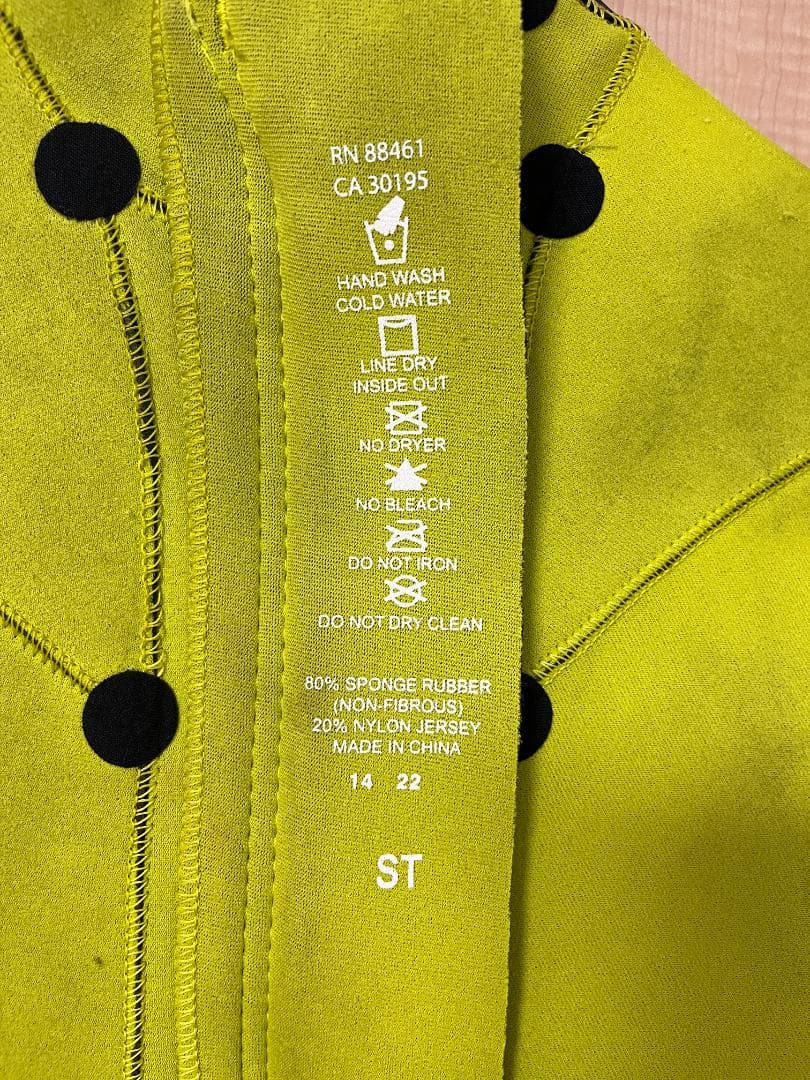 RN 88461
CA 30195
HAND WASH
COLD WATER
LINE DRY
INSIDE OUT
NO DRYER
NO BLEACH
DO NOT IRON
DO NOT DRY CLEAN
80% SPONGE RUBBER
(NON-FIBROUS)
20% NYLON JERSEY
MADE IN CHINA
14 22
ST